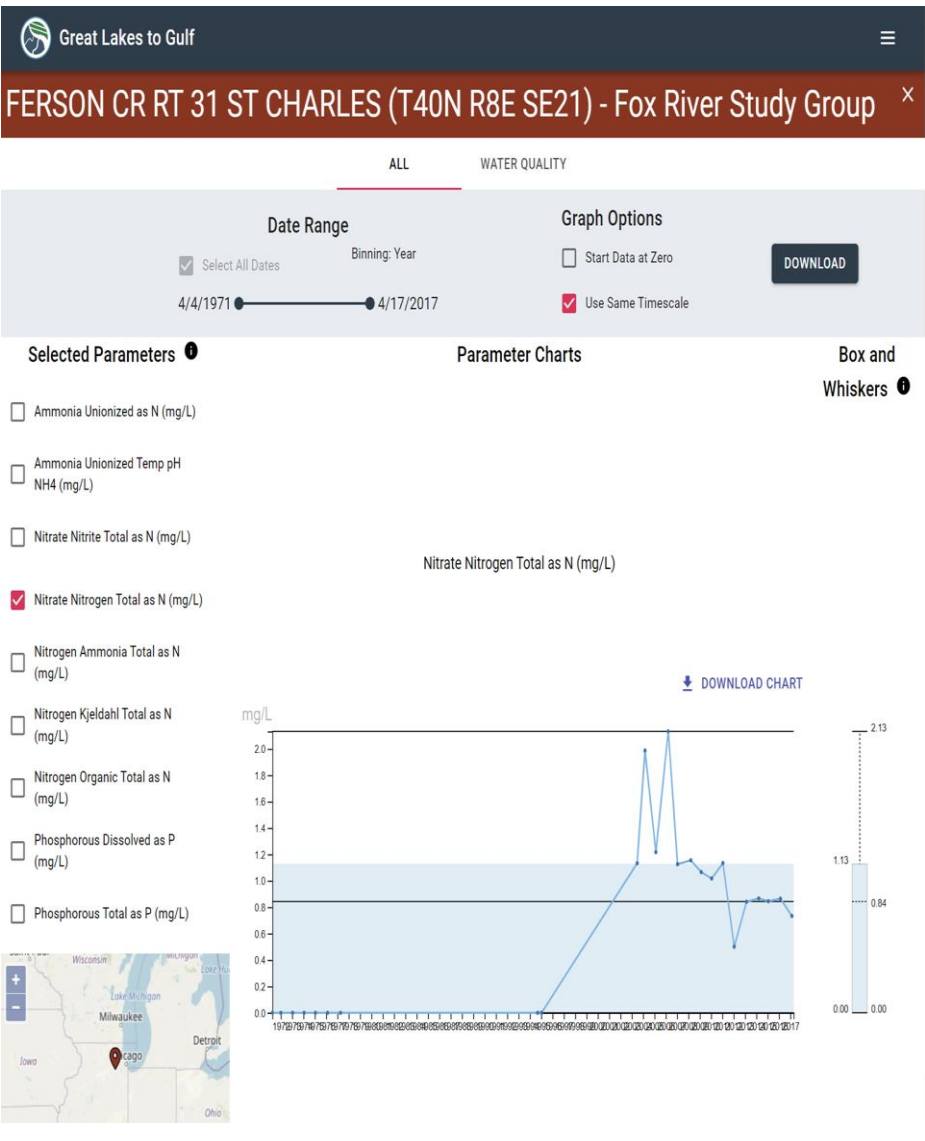 Great Lakes to Gulf
FERSON CR RT 31 ST CHARLES (T40N R8E SE21) - Fox River Study Group X
ALL WATER QUALITY
Date Range
Select All Dates
Binning: Year
4/4/1971 4/17/2017
Graph Options
Start Data at Zero
Use Same Timescale
DOWNLOAD
Selected Parameters
Ammonia Unionized as N (mg/L)
Ammonia Unionized Temp pH
NH4 (mg/L)
Nitrate Nitrite Total as N (mg/L)
Nitrate Nitrogen Total as N (mg/L)
Nitrogen Ammonia Total as N
(mg/L)
Nitrogen Kjeldahl Total as N
(mg/L)
Nitrogen Organic Total as N
(mg/L)
Phosphorous Dissolved as P
(mg/L)
Phosphorous Total as P (mg/L)
Parameter Charts
Nitrate Nitrogen Total as N (mg/L)
DOWNLOAD CHART
mg/L
2.0
1.8
1.6
1.4
1.2
1.0
0.8
0.6
0.4
0.2
0.0
Box and
Whiskers
2.13
1.13
0.84
0.00 0.00
+
-
Wisconsin
Michigan
Lake Michigan
Milwaukee
Detroit
Iowa
Ohio